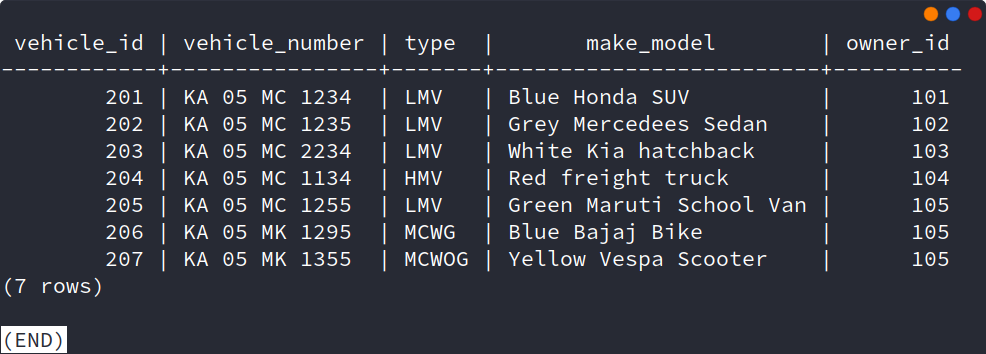 vehicle_id | vehicle_number | type  |       make_model        | owner_id
------------+----------------+-------+-------------------------+----------
        201 | KA 05 MC 1234  | LMV   | Blue Honda SUV          |      101
        202 | KA 05 MC 1235  | LMV   | Grey Mercedees Sedan    |      102
        203 | KA 05 MC 2234  | LMV   | White Kia hatchback     |      103
        204 | KA 05 MC 1134  | HMV   | Red freight truck       |      104
        205 | KA 05 MC 1255  | LMV   | Green Maruti School Van |      105
        206 | KA 05 MK 1295  | MCWG  | Blue Bajaj Bike         |      105
        207 | KA 05 MK 1355  | MCWOG | Yellow Vespa Scooter    |      105
(7 rows)
(END)